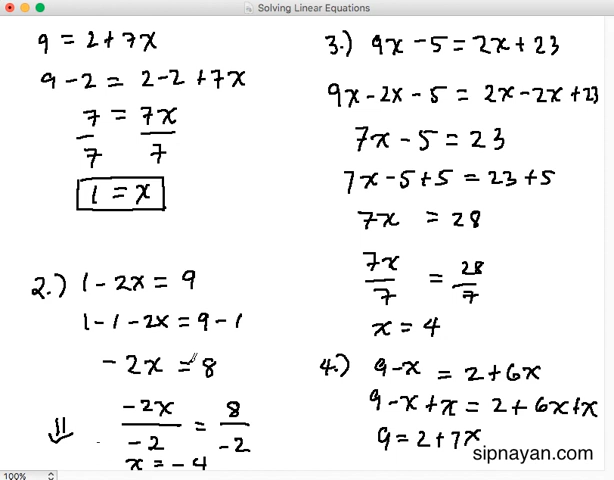 Solving Linear Equations
9 = 2 + 7x
9 - 2 = 2 - 2 + 7x
7/7 = 7x/7
1 = x
2.) 1 - 2x = 9
1 - 1 - 2x = 9 - 1
- 2x = 8
-2x/-2 = 8/-2
x = - 4
3.) 9x - 5 = 2x + 23
9x - 2x - 5 = 2x - 2x + 23
7x - 5 = 23
7x - 5 + 5 = 23 + 5
7x = 28
7x/7 = 28/7
x = 4
4.) 9 - x = 2 + 6x
9 - x + x = 2 + 6x + x
9 = 2 + 7x
sipnayan.com
100%